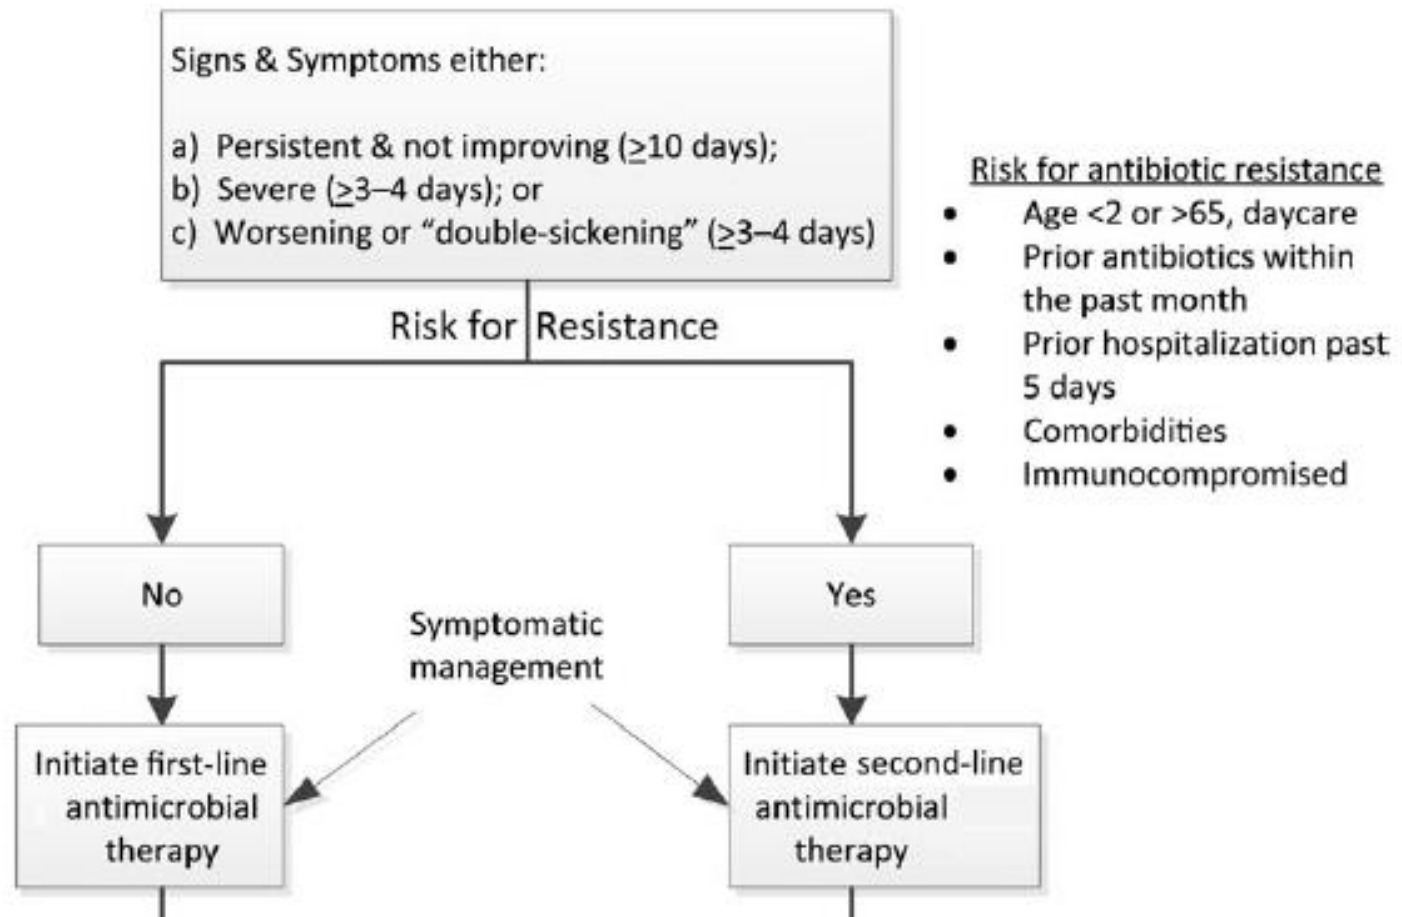 Signs & Symptoms either:
a) Persistent & not improving (≥10 days);
b) Severe (≥3–4 days); or
c) Worsening or “double-sickening” (≥3–4 days)
Risk for Resistance
Risk for antibiotic resistance
• Age <2 or >65, daycare
• Prior antibiotics within
the past month
• Prior hospitalization past
5 days
• Comorbidities
• Immunocompromised
No
Yes
Symptomatic
management
Initiate first-line
antimicrobial
therapy
Initiate second-line
antimicrobial
therapy